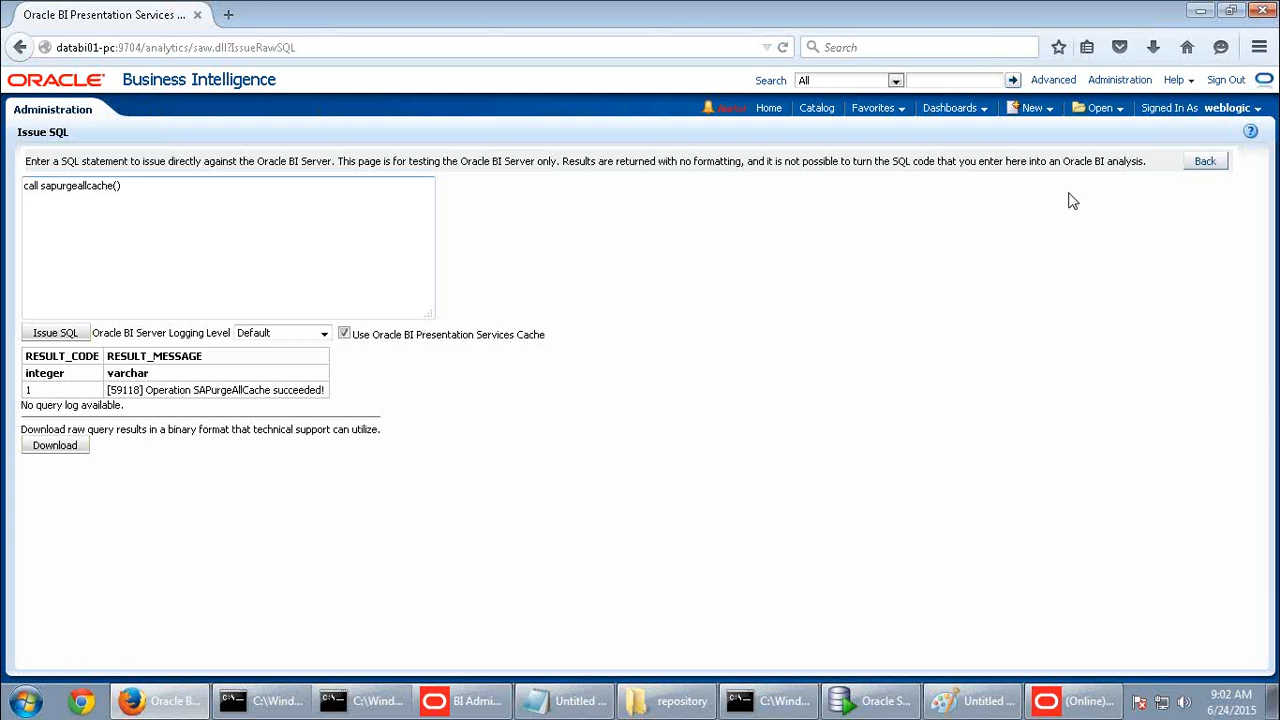 Oracle BI Presentation Services ...
databi01-pc:9704/analytics/saw.dll?IssueRawSQL
Search
ORACLE Business Intelligence
Search All Advanced Administration Help Sign Out
Administration
Home Catalog Favorites Dashboards New Open Signed In As weblogic
Issue SQL
Enter a SQL statement to issue directly against the Oracle BI Server. This page is for testing the Oracle BI Server only. Results are returned with no formatting, and it is not possible to turn the SQL code that you enter here into an Oracle BI analysis.
Back
call sapurgeallcache()
Issue SQL Oracle BI Server Logging Level Default Use Oracle BI Presentation Services Cache
RESULT_CODE RESULT_MESSAGE
integer varchar
1 [59118] Operation SAPurgeAllCache succeeded!
No query log available.
Download raw query results in a binary format that technical support can utilize.
Download
Oracle B... C:\Wind... C:\Wind... BI Admi... Untitled ... repository C:\Wind... Oracle S... Untitled ... (Online)...
9:02 AM
6/24/2015